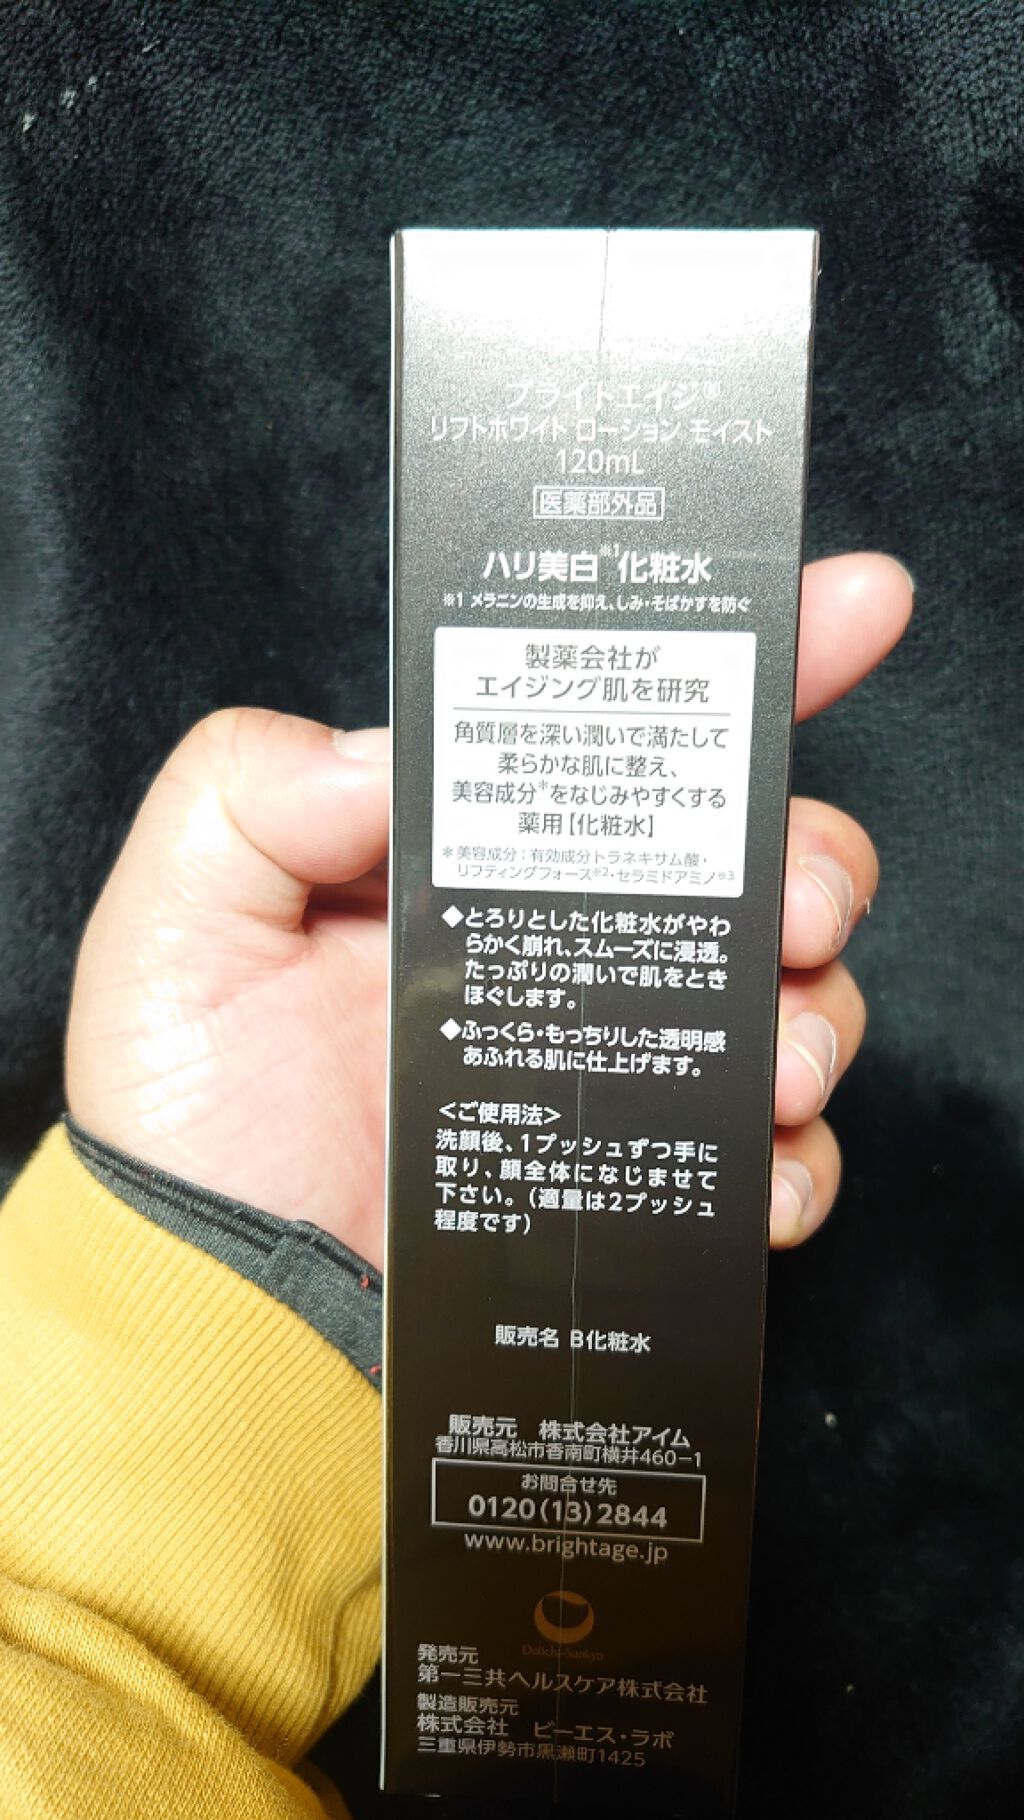 ブライトエイジ®
リフトホワイト ローション モイスト
120mL
医薬部外品
ハリ美白※1化粧水
※1 メラニンの生成を抑え、しみ・そばかすを防ぐ
製薬会社が
エイジング肌を研究
角質層を深い潤いで満たして
柔らかな肌に整え、
美容成分*をなじみやすくする
薬用【化粧水】
*美容成分:有効成分トラネキサム酸・
リフティングフォース※2・セラミドアミノ※3
◆とろりとした化粧水がやわ
らかく崩れ、スムーズに浸透。
たっぷりの潤いで肌をとき
ほぐします。
◆ふっくら・もっちりした透明感
あふれる肌に仕上げます。
<ご使用法>
洗顔後、1プッシュずつ手に
取り、顔全体になじませて
下さい。(適量は2プッシュ
程度です)
販売名 B化粧水
販売元 株式会社アイム
香川県高松市香南町横井460-1
お問合せ先
0120(13)2844
www.brightage.jp
Daiichi-Sankyo
発売元
第一三共ヘルスケア株式会社
製造販売元
株式会社 ビーエス・ラボ
三重県伊勢市黒瀬町1425